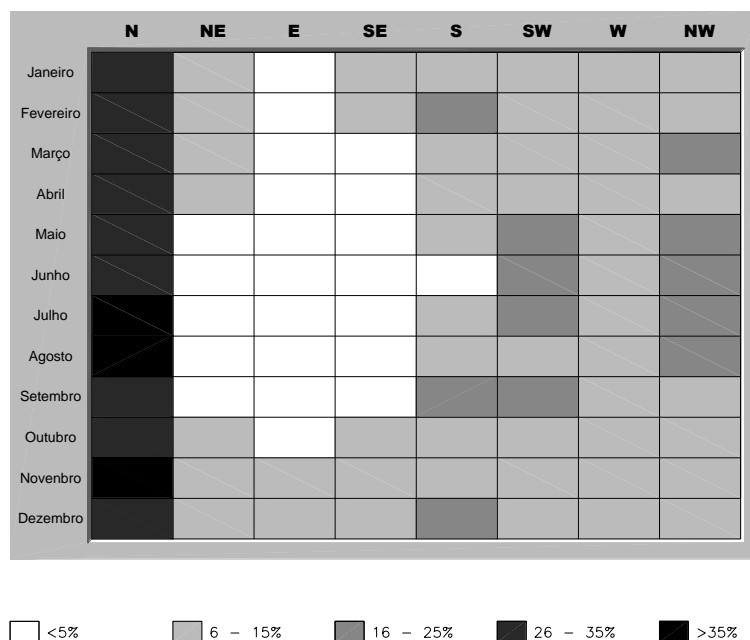 N NE E SE S SW W NW
Janeiro
Fevereiro
Março
Abril
Maio
Junho
Julho
Agosto
Setembro
Outubro
Novenbro
Dezembro
<5% 6 – 15% 16 – 25% 26 – 35% >35%